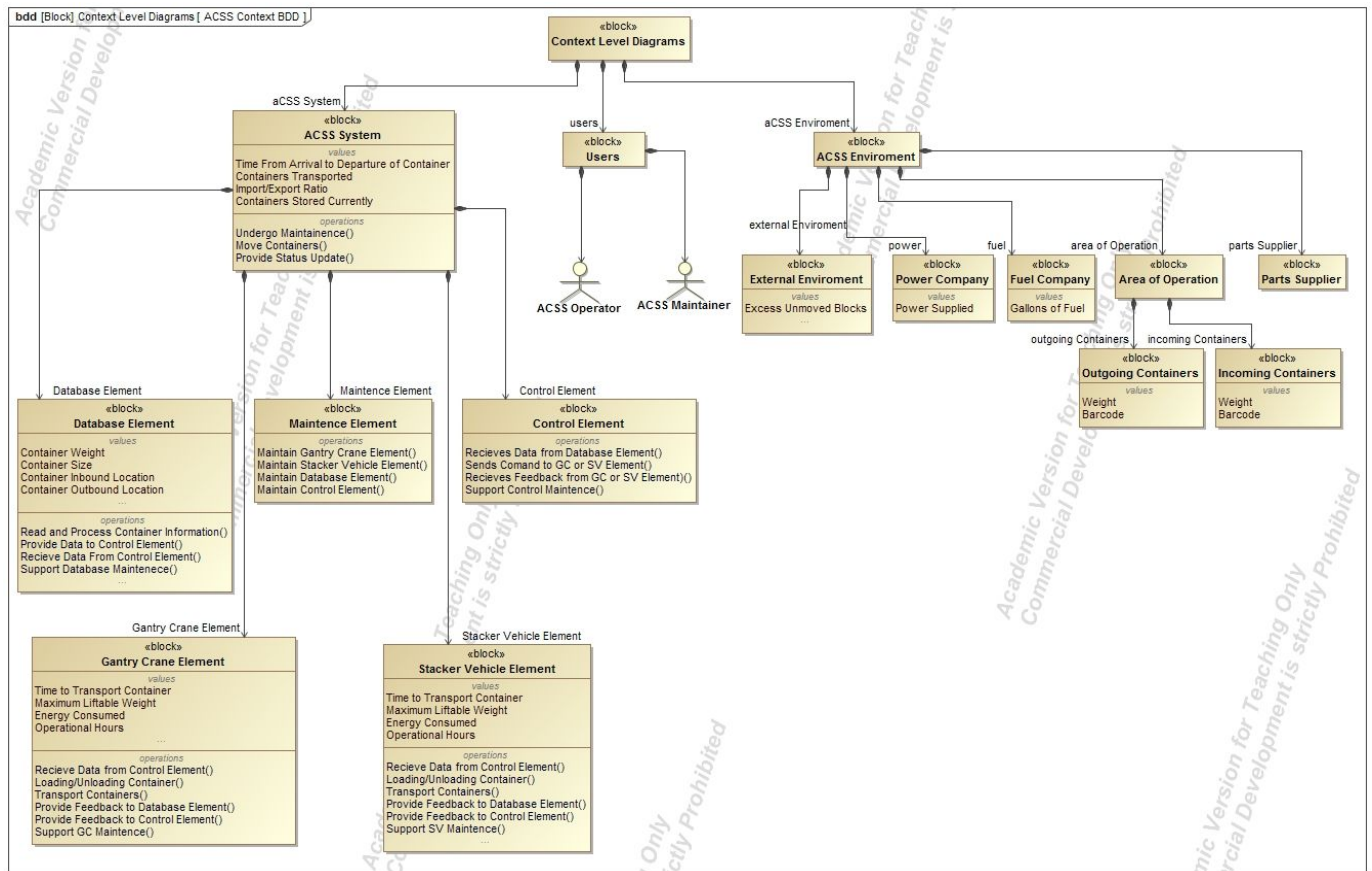 bdd [Block] Context Level Diagrams [ ACSS Context BDD ]
«block»
Context Level Diagrams
aCSS System
«block»
ACSS System
values
Time From Arrival to Departure of Container
Containers Transported
Import/Export Ratio
Containers Stored Currently
operations
Undergo Maintainence()
Move Containers()
Provide Status Update()
users
«block»
Users
ACSS Operator
ACSS Maintainer
aCSS Enviroment
«block»
ACSS Enviroment
external Enviroment
«block»
External Enviroment
values
Excess Unmoved Blocks
...
power
«block»
Power Company
values
Power Supplied
fuel
«block»
Fuel Company
values
Gallons of Fuel
area of Operation
«block»
Area of Operation
parts Supplier
«block»
Parts Supplier
outgoing Containers
«block»
Outgoing Containers
values
Weight
Barcode
incoming Containers
«block»
Incoming Containers
values
Weight
Barcode
Database Element
«block»
Database Element
values
Container Weight
Container Size
Container Inbound Location
Container Outbound Location
...
operations
Read and Process Container Information()
Provide Data to Control Element()
Recieve Data From Control Element()
Support Database Maintenece()
...
Maintence Element
«block»
Maintence Element
operations
Maintain Gantry Crane Element()
Maintain Stacker Vehicle Element()
Maintain Database Element()
Maintain Control Element()
Control Element
«block»
Control Element
operations
Recieves Data from Database Element()
Sends Comand to GC or SV Element()
Recieves Feedback from GC or SV Element)()
Support Control Maintence()
Gantry Crane Element
«block»
Gantry Crane Element
values
Time to Transport Container
Maximum Liftable Weight
Energy Consumed
Operational Hours
...
operations
Recieve Data from Control Element()
Loading/Unloading Container()
Transport Containers()
Provide Feedback to Database Element()
Provide Feedback to Control Element()
Support GC Maintence()
Stacker Vehicle Element
«block»
Stacker Vehicle Element
values
Time to Transport Container
Maximum Liftable Weight
Energy Consumed
Operational Hours
operations
Recieve Data from Control Element()
Loading/Unloading Container()
Transport Containers()
Provide Feedback to Database Element()
Provide Feedback to Control Element()
Support SV Maintence()
...
Academic Version for Teaching Only
Commercial Development is strictly Prohibited